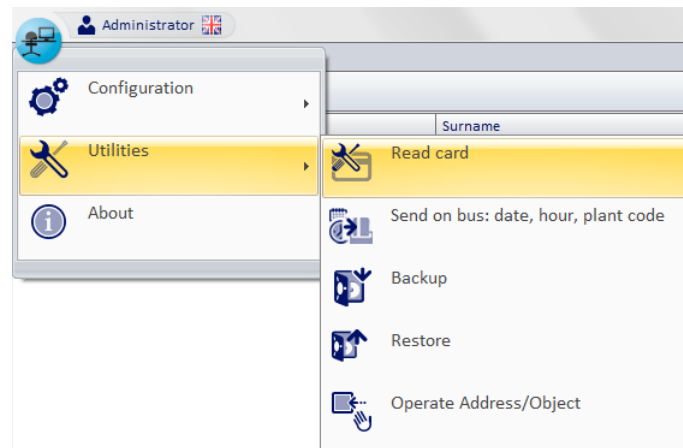 Administrator
Configuration
Surname
Utilities
Read card
About
Send on bus: date, hour, plant code
Backup
Restore
Operate Address/Object